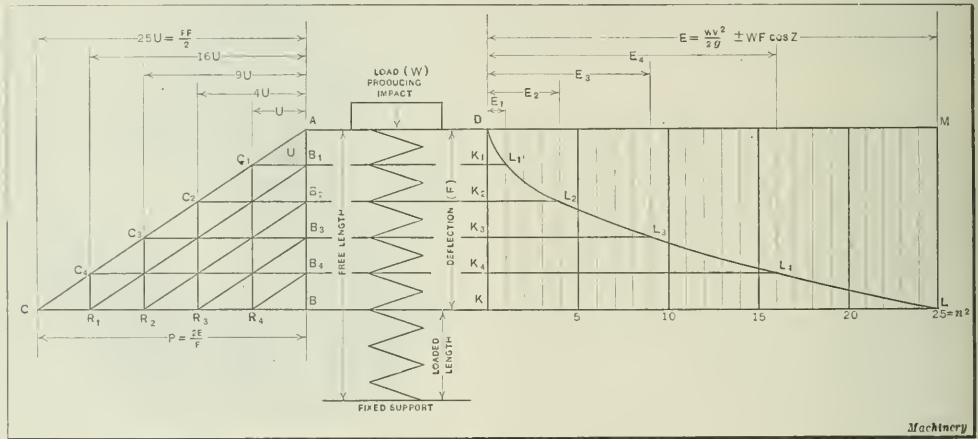 25U = PF/2
E = WV²/2g ± WF COS Z
16U
E₄
9U
LOAD (W)
PRODUCING
IMPACT
E₃
4U
E₂
U
E₁
A
D
M
U
C₁
B₁
K₁
L₁
C₂
B₂
K₂
L₂
C₃
B₃
K₃
L₃
FREE LENGTH
DEFLECTION (F)
C₄
B₄
K₄
L₄
C
B
K
L
R₁
R₂
R₃
R₄
5
10
15
20
25=n²
P = 2E/F
LOADED
LENGTH
FIXED SUPPORT
Machinery